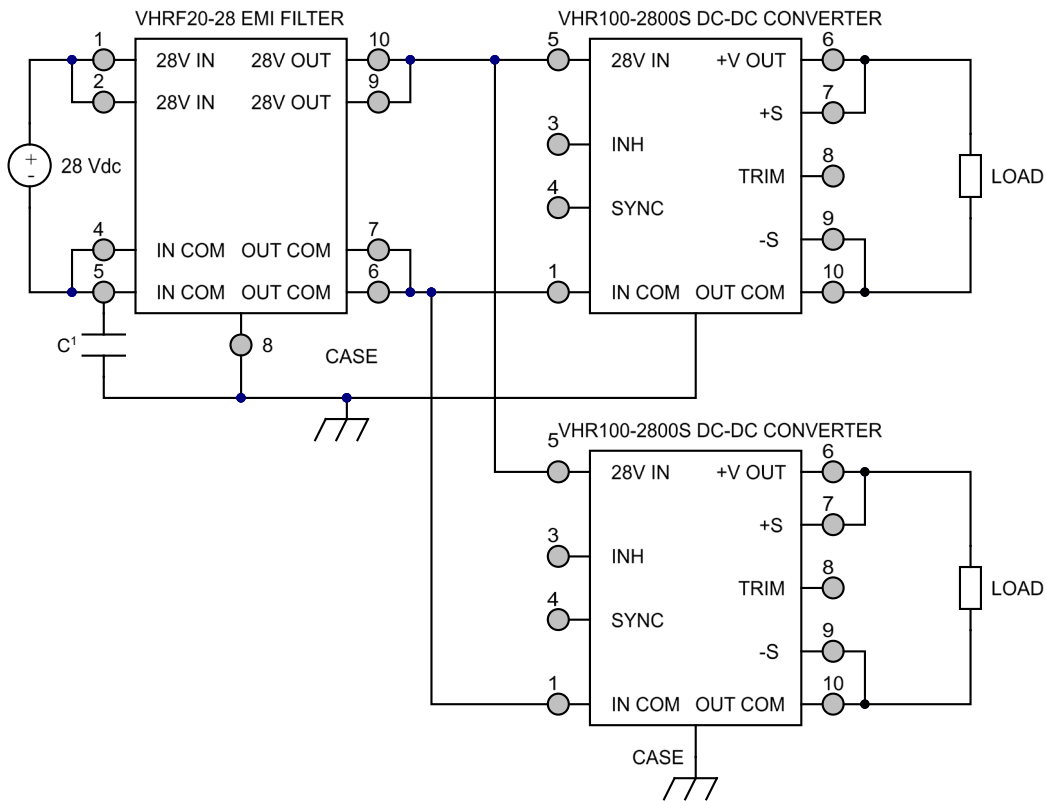 VHRF20-28 EMI FILTER
VHR100-2800S DC-DC CONVERTER
1
28V IN
28V OUT
10
2
28V IN
28V OUT
9
+
-
28 Vdc
4
IN COM
OUT COM
7
5
IN COM
OUT COM
6
C1
8
CASE
5
28V IN
+V OUT
6
+S
7
3
INH
TRIM
8
4
SYNC
-S
9
1
IN COM
OUT COM
10
LOAD
VHR100-2800S DC-DC CONVERTER
5
28V IN
+V OUT
6
+S
7
3
INH
TRIM
8
4
SYNC
-S
9
1
IN COM
OUT COM
10
LOAD
CASE